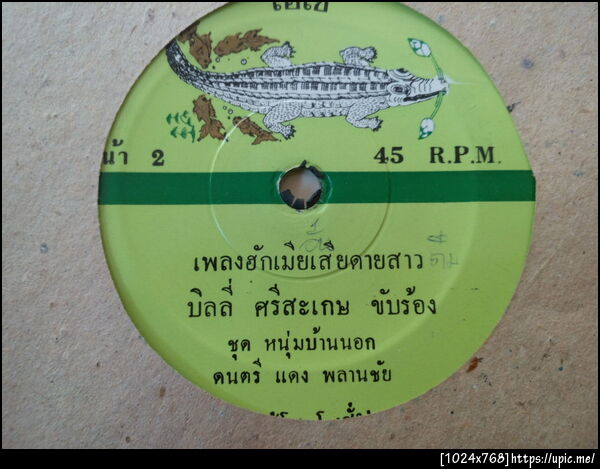 หน้า 2 45 R.P.M.
เพลงฮักเมียเสียดายสาว
บิลลี่ ศรีสะเกษ ขับร้อง
ชุด หนุ่มบ้านนอก
ดนตรี แดง พลานชัย
[1024x768]https://upic.me/